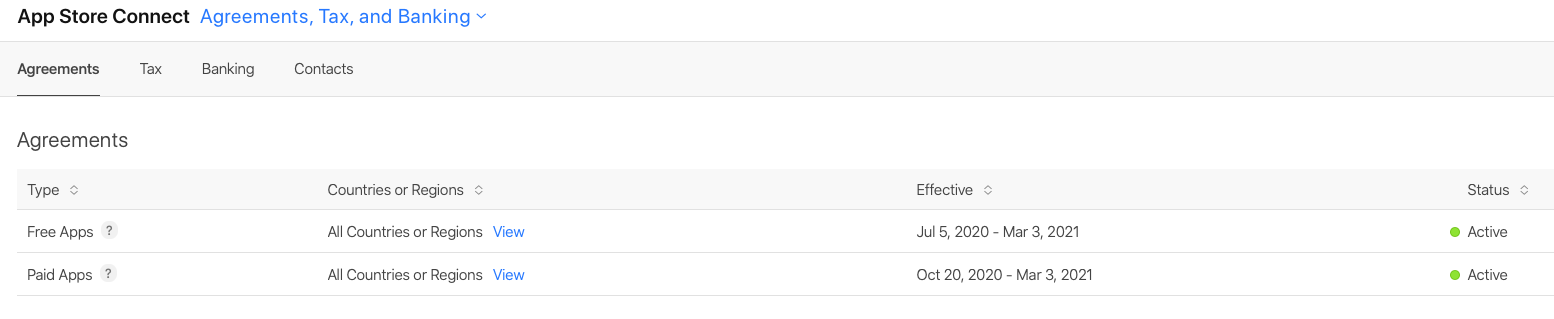 App Store Connect Agreements, Tax, and Banking
Agreements Tax Banking Contacts
Agreements
Type Countries or Regions Effective Status
Free Apps ? All Countries or Regions View Jul 5, 2020 - Mar 3, 2021 Active
Paid Apps ? All Countries or Regions View Oct 20, 2020 - Mar 3, 2021 Active